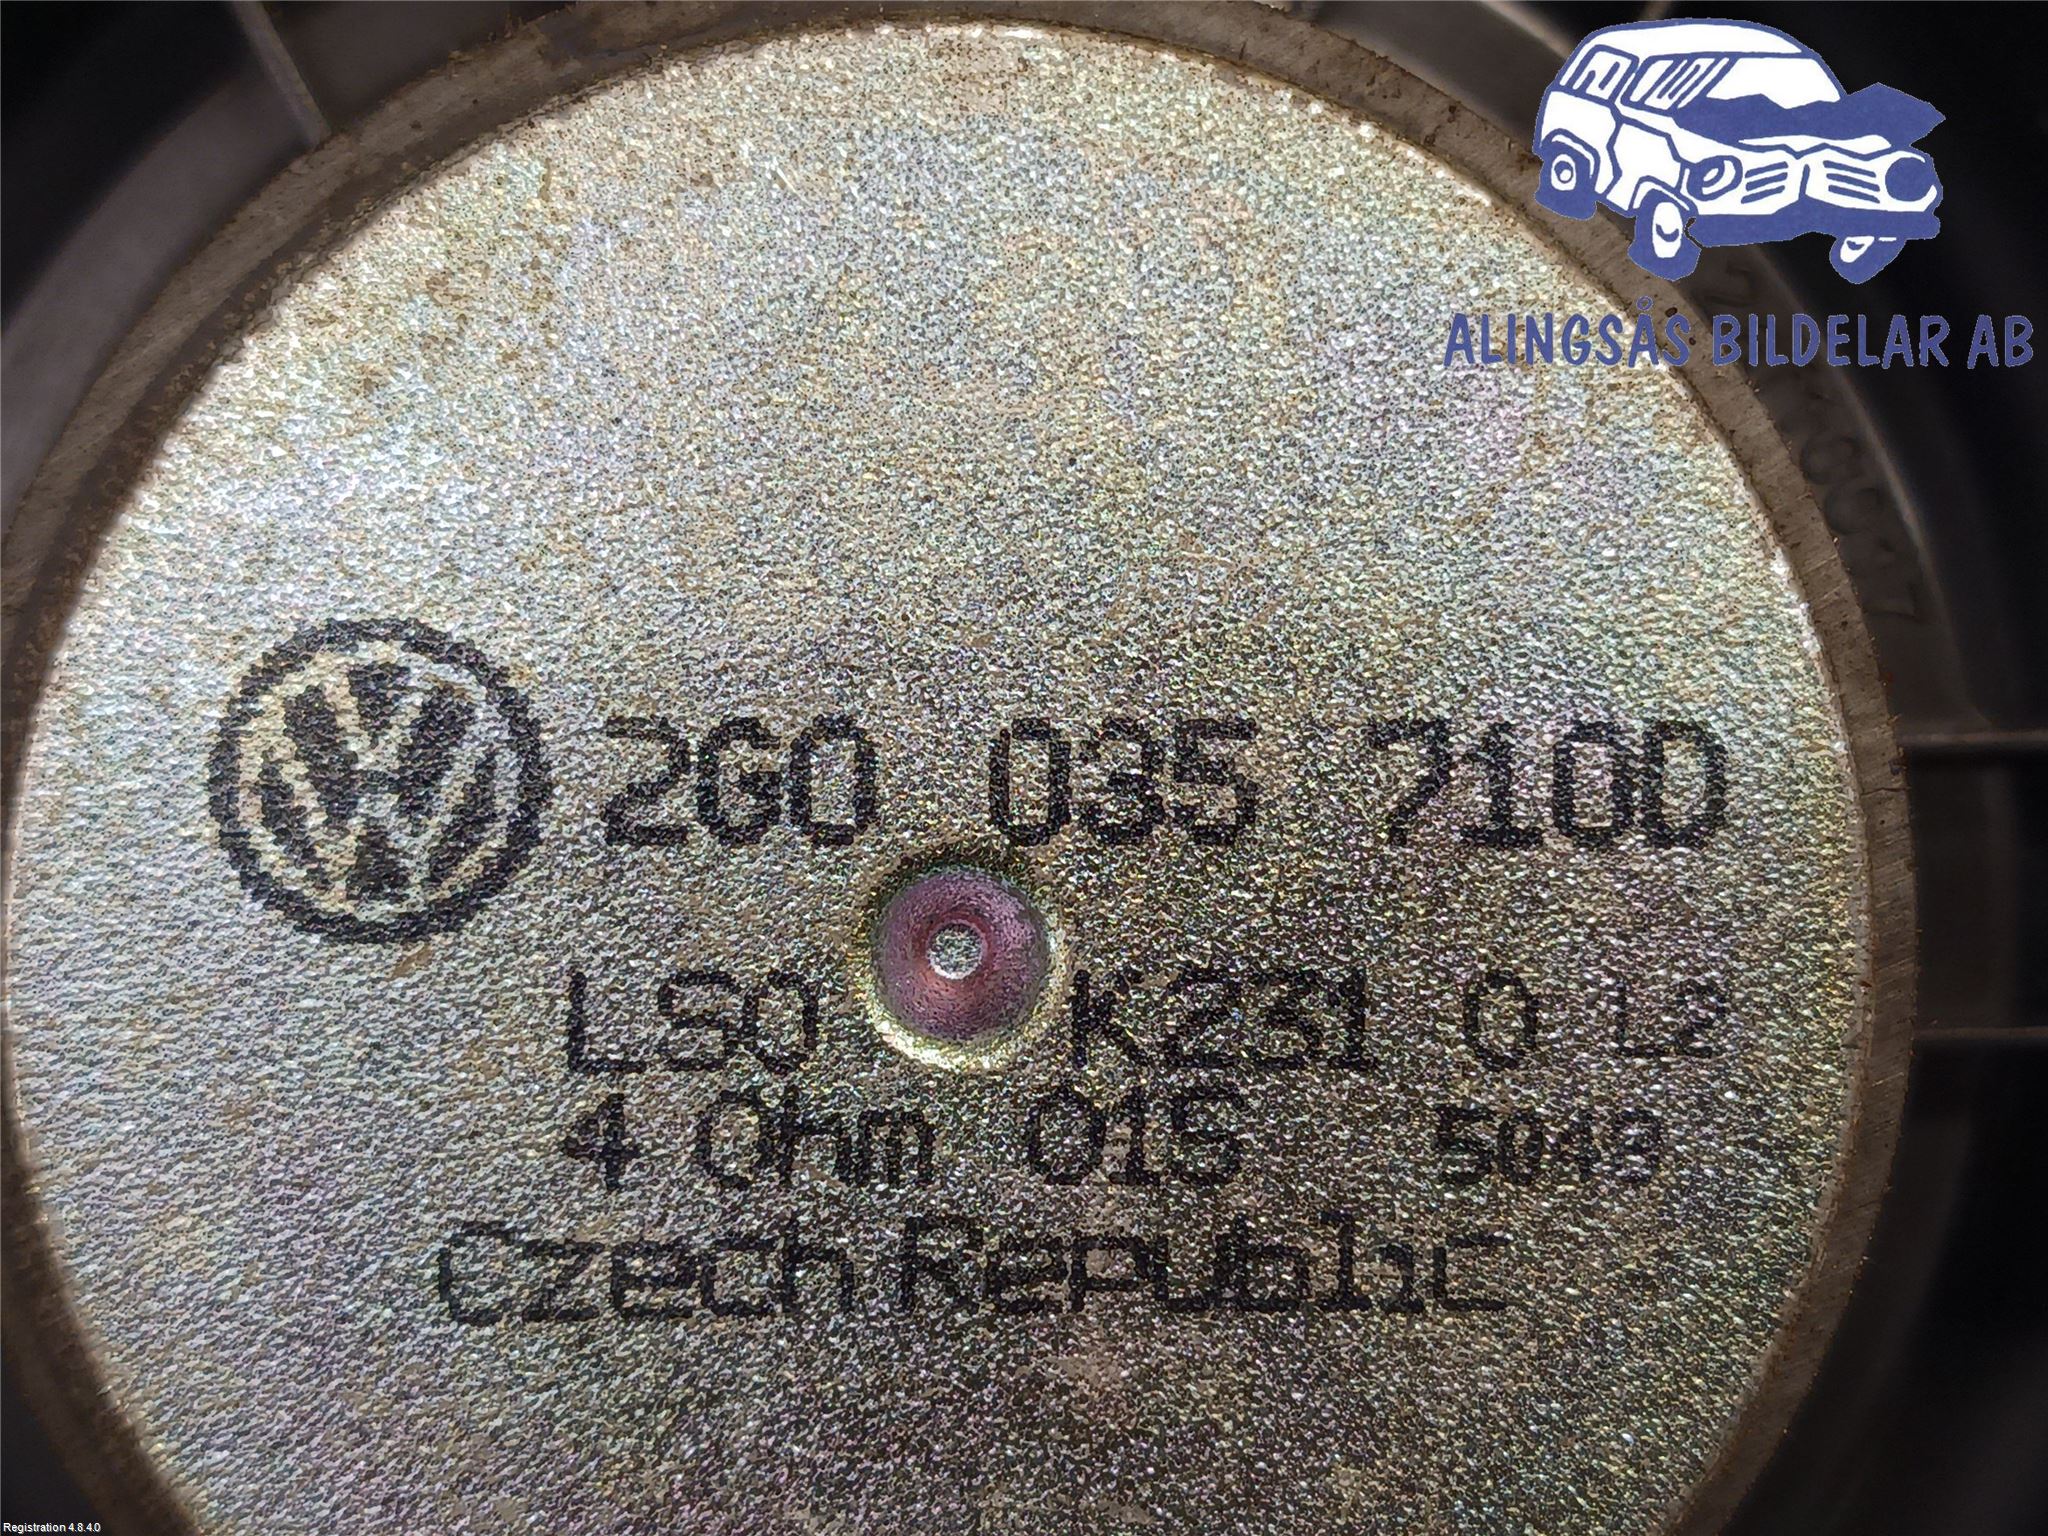 ALINGSÅS BILDELAR AB
2G0 035 710D
LS0 K231 0 L2
4 Ohm 015 5049
Czech Republic
Registration 4.8.4.0